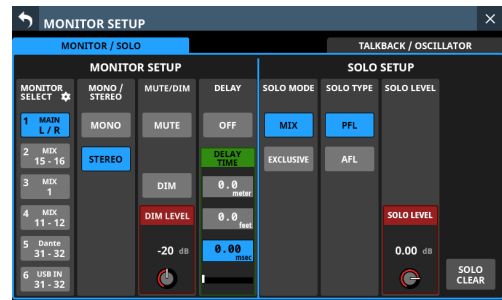 MONITOR SETUP
MONITOR / SOLO
TALKBACK / OSCILLATOR
MONITOR SETUP
SOLO SETUP
MONITOR
SELECT
MONO /
STEREO
MUTE/DIM
DELAY
SOLO MODE
SOLO TYPE
SOLO LEVEL
1 MAIN
L / R
MONO
MUTE
OFF
MIX
PFL
2 MIX
15 - 16
STEREO
DELAY
TIME
EXCLUSIVE
AFL
3 MIX
1
DIM
0.0
meter
4 MIX
11 - 12
DIM LEVEL
0.0
feet
SOLO LEVEL
5 Dante
31 - 32
-20 dB
0.00
msec
0.00 dB
6 USB IN
31 - 32
SOLO
CLEAR